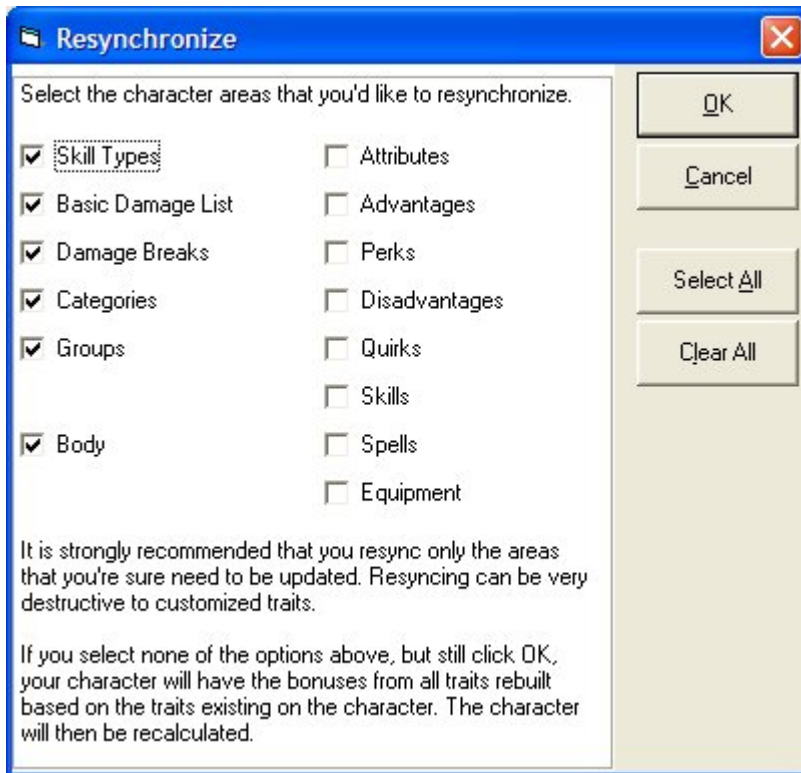 Resynchronize
Select the character areas that you'd like to resynchronize.
OK
Skill Types
Attributes
Cancel
Basic Damage List
Advantages
Damage Breaks
Perks
Select All
Categories
Disadvantages
Groups
Quirks
Clear All
Skills
Body
Spells
Equipment
It is strongly recommended that you resync only the areas
that you're sure need to be updated. Resyncing can be very
destructive to customized traits.
If you select none of the options above, but still click OK,
your character will have the bonuses from all traits rebuilt
based on the traits existing on the character. The character
will then be recalculated.